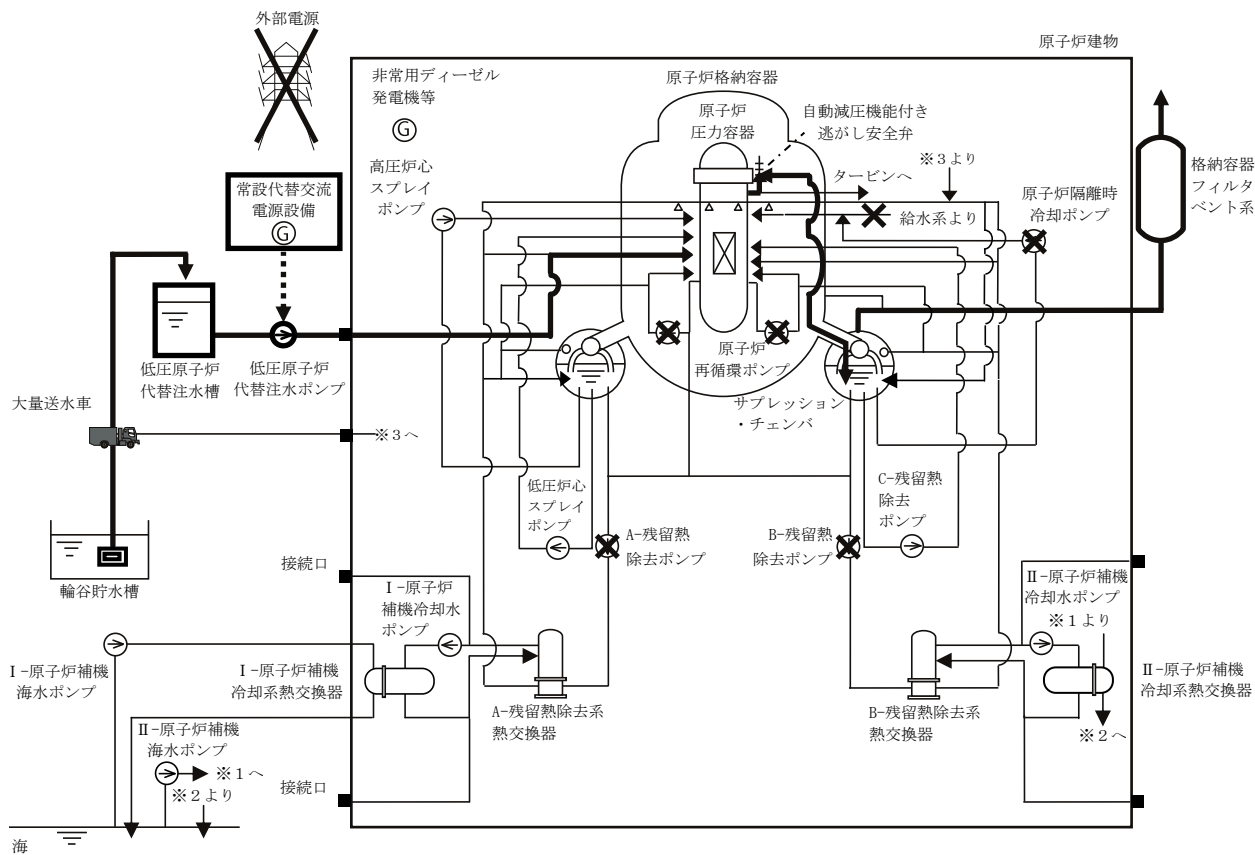 外部電源
原子炉建物
非常用ディーゼル
発電機等
G
原子炉格納容器
原子炉
圧力容器
自動減圧機能付き
逃がし安全弁
※3より
タービンへ
原子炉隔離時
冷却ポンプ
格納容器
フィルタ
ベント系
高圧炉心
スプレイ
ポンプ
常設代替交流
電源設備
G
給水系より
低圧原子炉
代替注水槽
低圧原子炉
代替注水ポンプ
原子炉
再循環ポンプ
サプレッション
・チェンバ
大量送水車
※3へ
低圧炉心
スプレイ
ポンプ
A-残留熱
除去ポンプ
B-残留熱
除去ポンプ
C-残留熱
除去
ポンプ
輪谷貯水槽
接続口
Ⅰ-原子炉
補機冷却水
ポンプ
Ⅱ-原子炉補機
冷却水ポンプ
※1より
Ⅰ-原子炉補機
海水ポンプ
Ⅰ-原子炉補機
冷却系熱交換器
Ⅱ-原子炉補機
冷却系熱交換器
A-残留熱除去系
熱交換器
B-残留熱除去系
熱交換器
※2へ
Ⅱ-原子炉補機
海水ポンプ
※1へ
※2より
接続口
海